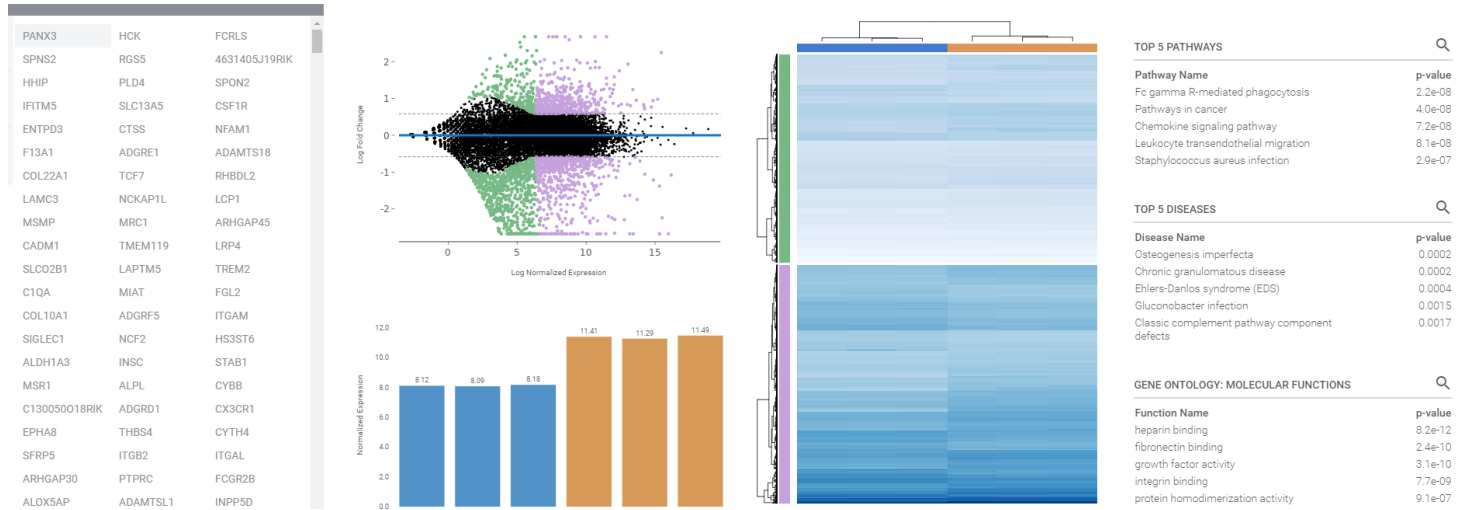 PANX3 HCK FCRLS
SPNS2 RGS5 4631405J19RIK
HHIP PLD4 SPON2
IFITM5 SLC13A5 CSF1R
ENTPD3 CTSS NFAM1
F13A1 ADGRE1 ADAMTS18
COL22A1 TCF7 RHBDL2
LAMC3 NCKAP1L LCP1
MSMP MRC1 ARHGAP45
CADM1 TMEM119 LRP4
SLCO2B1 LAPTM5 TREM2
C1QA MIAT FGL2
COL10A1 ADGRF5 ITGAM
SIGLEC1 NCF2 HS3ST6
ALDH1A3 INSC STAB1
MSR1 ALPL CYBB
C130050O18RIK ADGRD1 CX3CR1
EPHA8 THBS4 CYTH4
SFRP5 ITGB2 ITGAL
ARHGAP30 PTPRC FCGR2B
ALOX5AP ADAMTSL1 INPP5D
Log Fold Change
2
1
0
-1
-2
0 5 10 15
Log Normalized Expression
Normalized Expression
12.0
10.0
8.0
6.0
4.0
2.0
0.0
8.12 8.09 8.18 11.41 11.29 11.49
TOP 5 PATHWAYS
Pathway Name p-value
Fc gamma R-mediated phagocytosis 2.2e-08
Pathways in cancer 4.0e-08
Chemokine signaling pathway 7.2e-08
Leukocyte transendothelial migration 8.1e-08
Staphylococcus aureus infection 2.9e-07
TOP 5 DISEASES
Disease Name p-value
Osteogenesis imperfecta 0.0002
Chronic granulomatous disease 0.0002
Ehlers-Danlos syndrome (EDS) 0.0004
Gluconobacter infection 0.0015
Classic complement pathway component 0.0017
defects
GENE ONTOLOGY: MOLECULAR FUNCTIONS
Function Name p-value
heparin binding 8.2e-12
fibronectin binding 2.4e-10
growth factor activity 3.1e-10
integrin binding 7.7e-09
protein homodimerization activity 9.1e-07